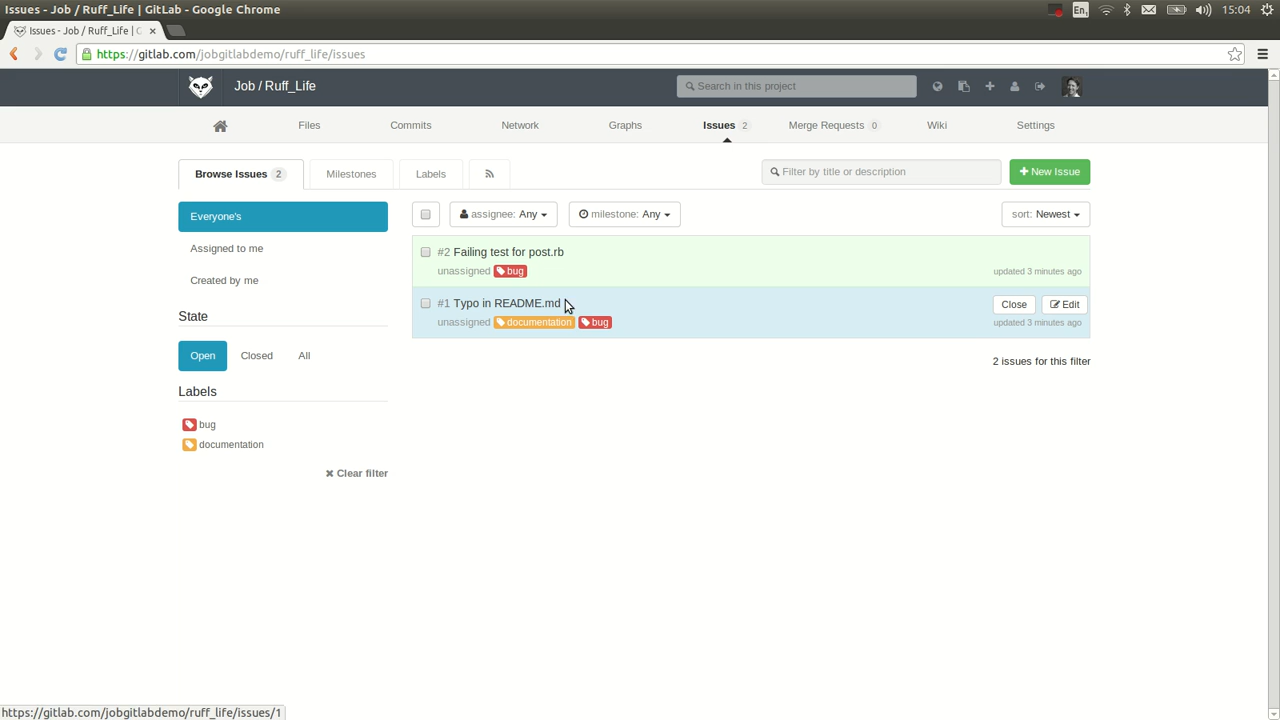 Issues - Job / Ruff_Life | GitLab - Google Chrome
En₁
15:04
Issues - Job / Ruff_Life |
https://gitlab.com/jobgitlabdemo/ruff_life/issues
Job / Ruff_Life
Search in this project
Files
Commits
Network
Graphs
Issues 2
Merge Requests 0
Wiki
Settings
Browse Issues 2
Milestones
Labels
Filter by title or description
+ New Issue
Everyone's
assignee: Any
milestone: Any
sort: Newest
Assigned to me
#2 Failing test for post.rb
unassigned bug
updated 3 minutes ago
Created by me
#1 Typo in README.md
Close
Edit
unassigned documentation bug
updated 3 minutes ago
State
Open
Closed
All
2 issues for this filter
Labels
bug
documentation
✖ Clear filter
https://gitlab.com/jobgitlabdemo/ruff_life/issues/1